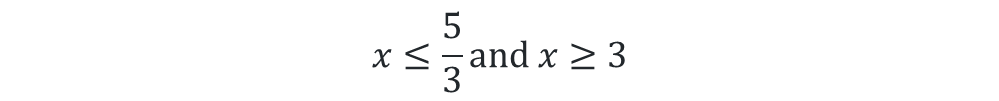 x ≤ 5/3 and x ≥ 3